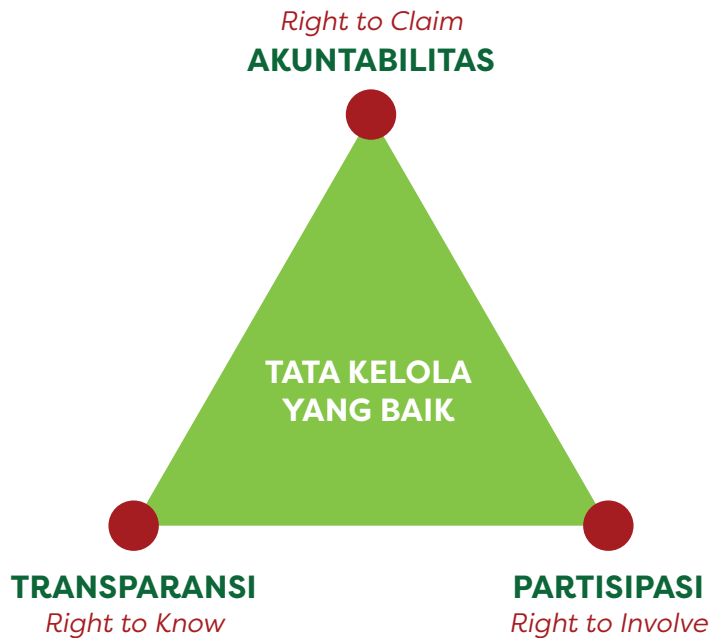 Right to Claim
AKUNTABILITAS
TATA KELOLA
YANG BAIK
TRANSPARANSI
Right to Know
PARTISIPASI
Right to Involve